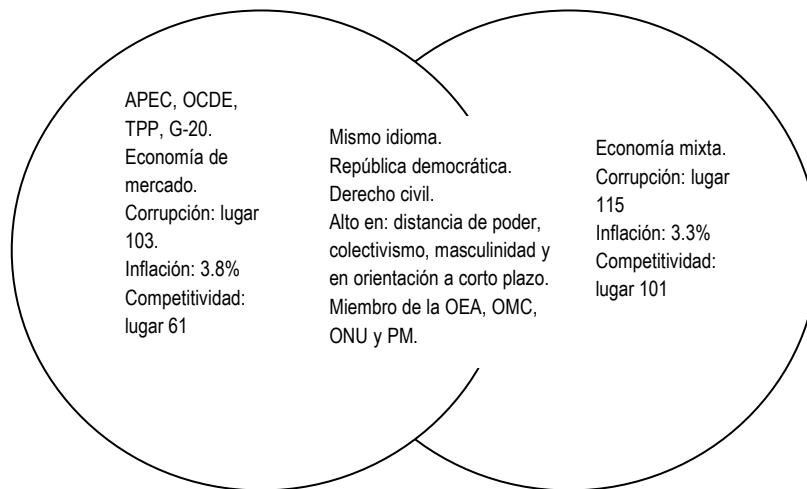 APEC, OCDE,
TPP, G-20.
Economía de
mercado.
Corrupción: lugar
103.
Inflación: 3.8%
Competitividad:
lugar 61
Mismo idioma.
República democrática.
Derecho civil.
Alto en: distancia de poder,
colectivismo, masculinidad y
en orientación a corto plazo.
Miembro de la OEA, OMC,
ONU y PM.
Economía mixta.
Corrupción: lugar
115
Inflación: 3.3%
Competitividad:
lugar 101